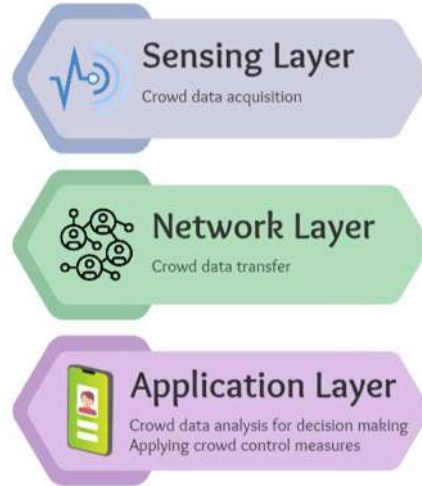 Sensing Layer
Crowd data acquisition
Network Layer
Crowd data transfer
Application Layer
Crowd data analysis for decision making
Applying crowd control measures